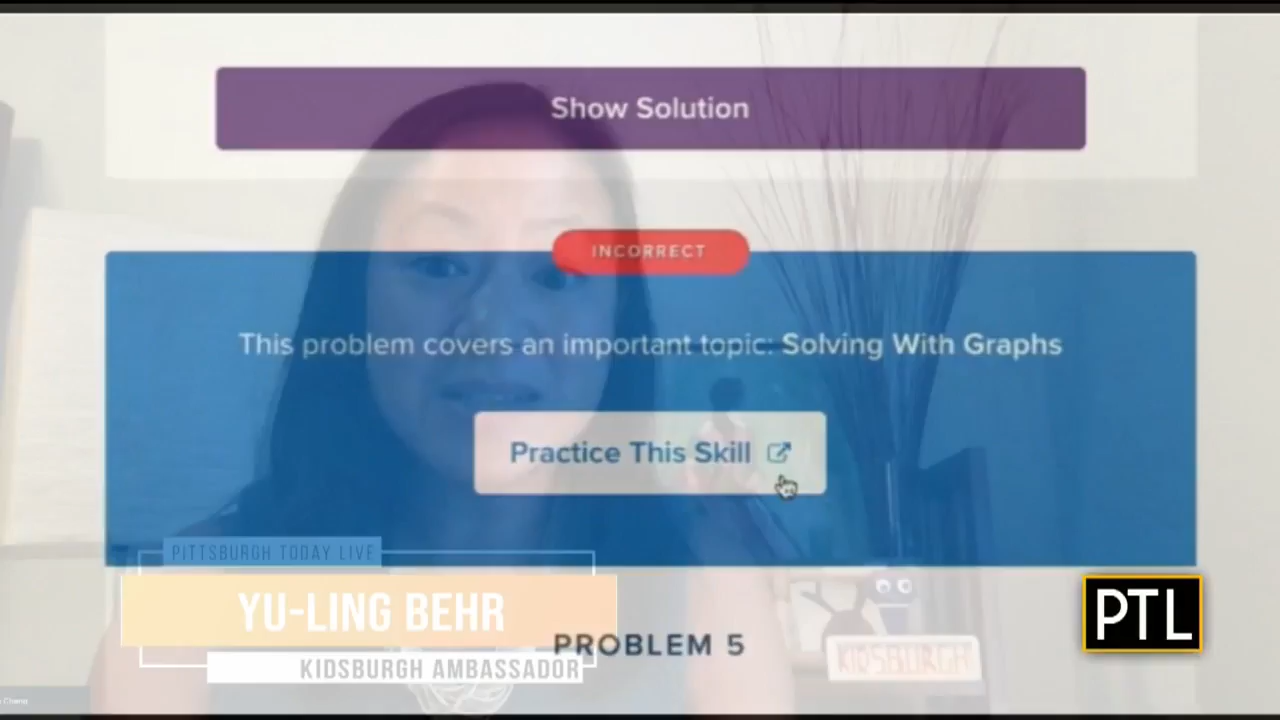 Show Solution
INCORRECT
This problem covers an important topic: Solving With Graphs
Practice This Skill
PITTSBURGH TODAY LIVE
YU-LING BEHR
KIDSBURGH AMBASSADOR
PROBLEM 5
KIDSBURGH
PTL